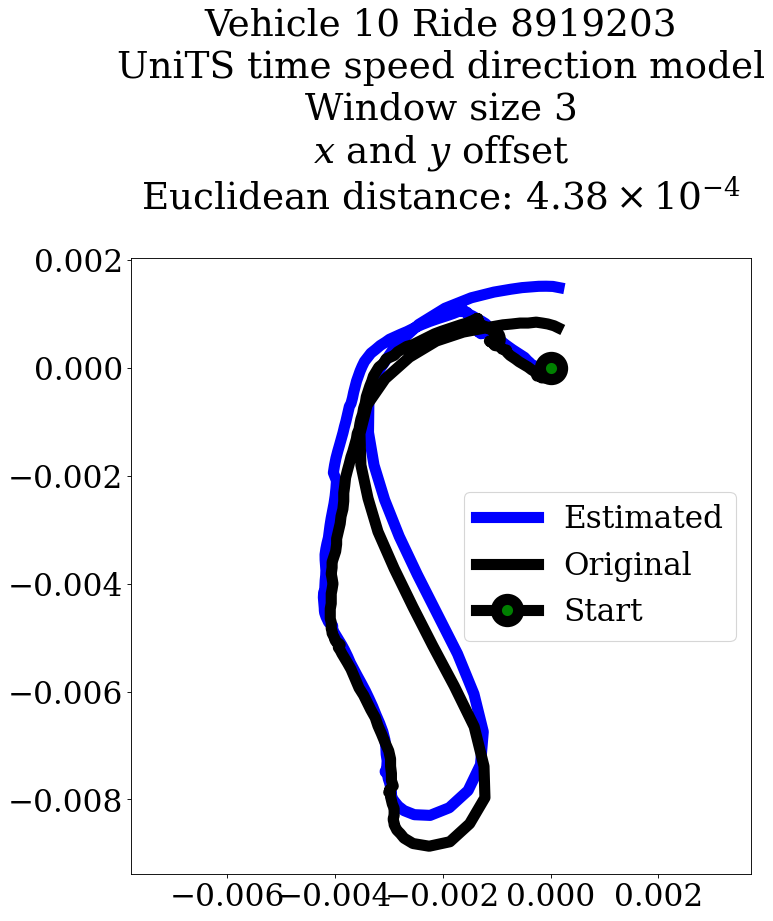 Vehicle 10 Ride 8919203
UniTS time speed direction model
Window size 3
x and y offset
Euclidean distance: 4.38 × 10⁻⁴
0.002
0.000
−0.002
−0.004
−0.006
−0.008
Estimated
Original
Start
−0.006 −0.004 −0.002 0.000 0.002